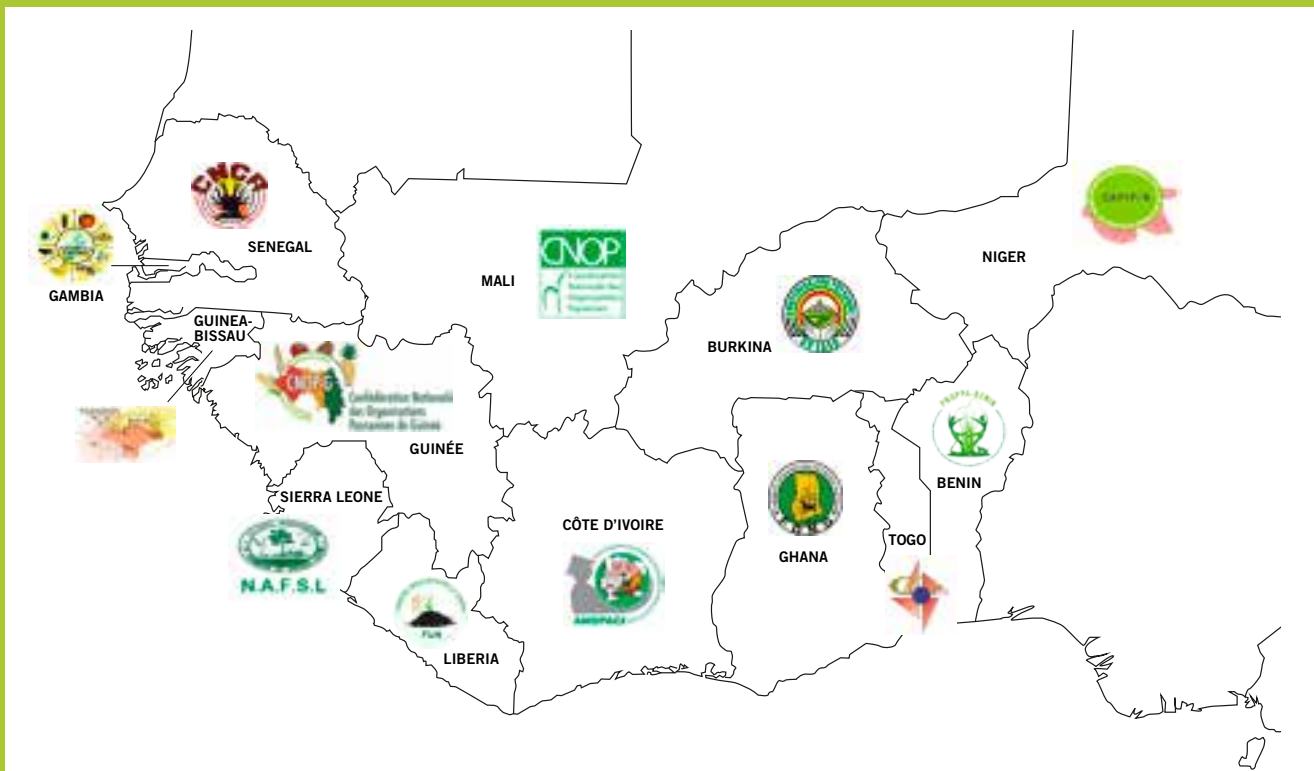 CNCR
SENEGAL
GAMBIA
MALI
CNOP
NIGER
GUINEA-
BISSAU
BURKINA
CNOP-G
Confédération Nationale
des Organisations
Paysannes de Guinée
GUINÉE
BENIN
SIERRA LEONE
N.A.F.S.L
CÔTE D'IVOIRE
GHANA
TOGO
LIBERIA